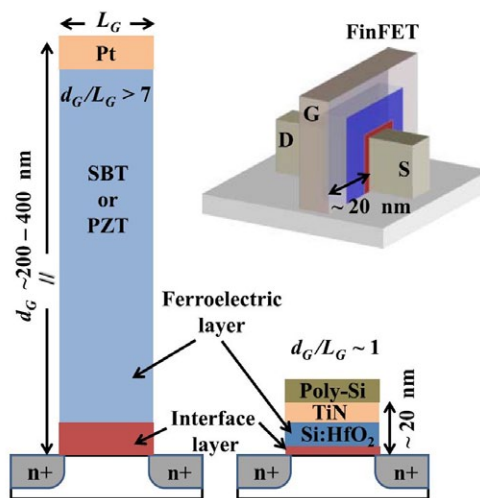 L_G
Pt
d_G/L_G > 7
SBT
or
PZT
d_G ~200 – 400 nm
Ferroelectric
layer
Interface
layer
n+
n+
FinFET
G
D
S
~ 20 nm
d_G/L_G ~ 1
Poly-Si
TiN
Si:HfO₂
~ 20 nm
n+
n+